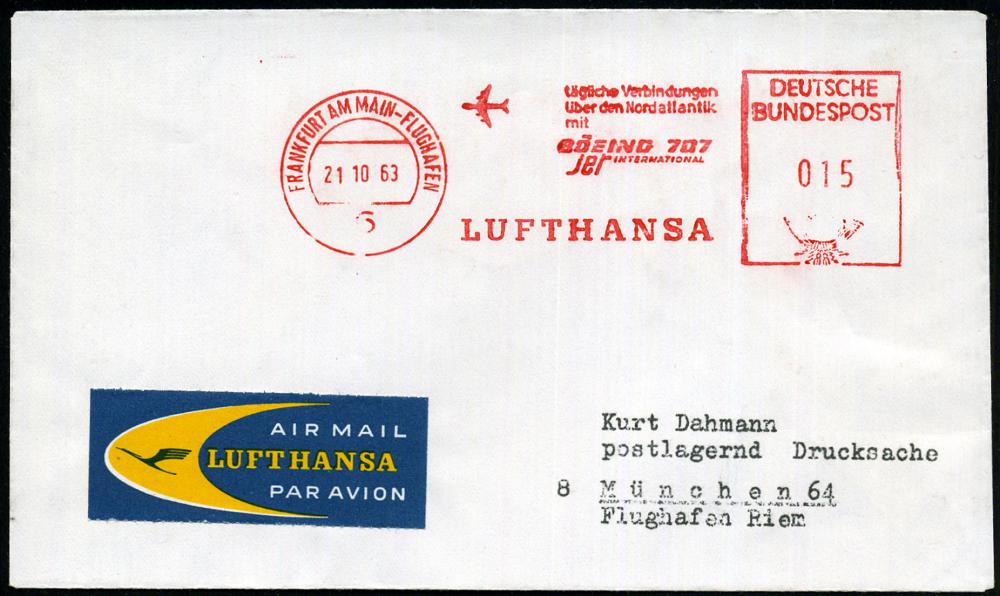 FRANKFURT AM MAIN-FLUGHAFEN
21 10 63
6
tägliche Verbindungen
über den Nordatlantik
mit
BOEING 707
Jet INTERNATIONAL
LUFTHANSA
DEUTSCHE
BUNDESPOST
015
AIR MAIL
LUFTHANSA
PAR AVION
Kurt Dahmann
postlagernd Drucksache
8 München 64
Flughafen Riem